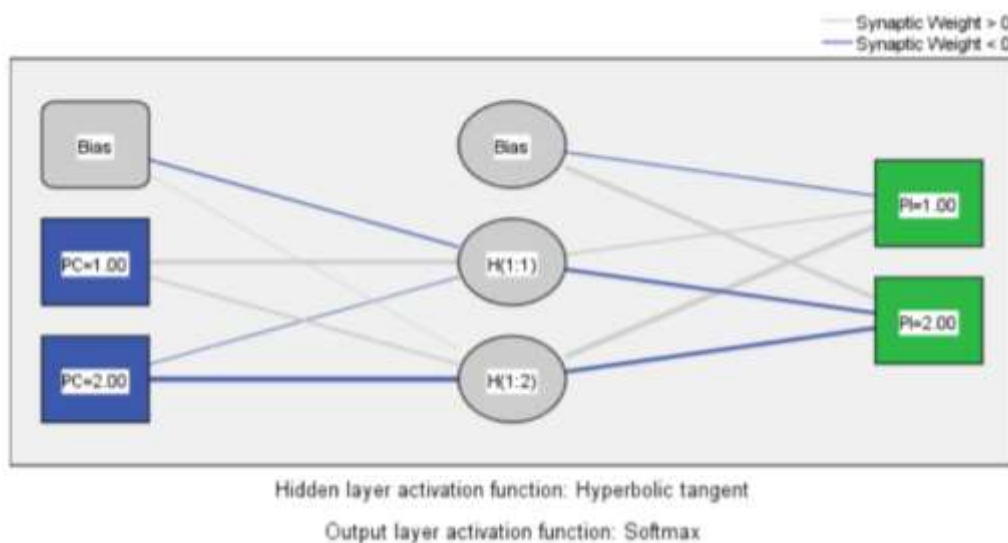 Synaptic Weight > 0
Synaptic Weight < 0
Bias
Bias
PI=1.00
PC=1.00
H(1:1)
PI=2.00
PC=2.00
H(1:2)
Hidden layer activation function: Hyperbolic tangent
Output layer activation function: Softmax